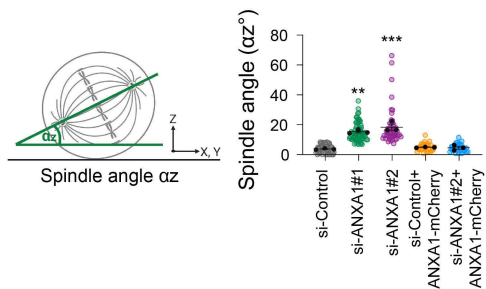 αz
Z
X, Y
Spindle angle αz
Spindle angle (αz°)
80
60
40
20
0
**
***
si-Control
si-ANXA1#1
si-ANXA1#2
si-Control+
ANXA1-mCherry
si-ANXA1#2+
ANXA1-mCherry